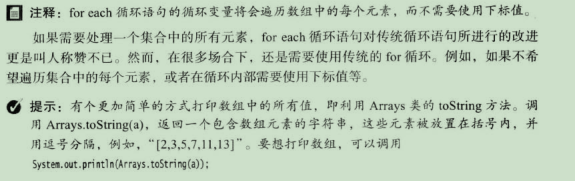 注释：for each 循环语句的循环变量将会遍历数组中的每个元素，而不需要使用下标值。
如果需要处理一个集合中的所有元素，for each 循环语句对传统循环语句所进行的改进
更是叫人称赞不已。然而，在很多场合下，还是需要使用传统的 for 循环。例如，如果不希
望遍历集合中的每个元素，或者在循环内部需要使用下标值等。
提示：有个更加简单的方式打印数组中的所有值，即利用 Arrays 类的 toString 方法。调
用 Arrays.toString(a)，返回一个包含数组元素的字符串，这些元素被放置在括号内，并
用逗号分隔，例如，“[2,3,5,7,11,13]”。要想打印数组，可以调用
System.out.println(Arrays.toString(a));